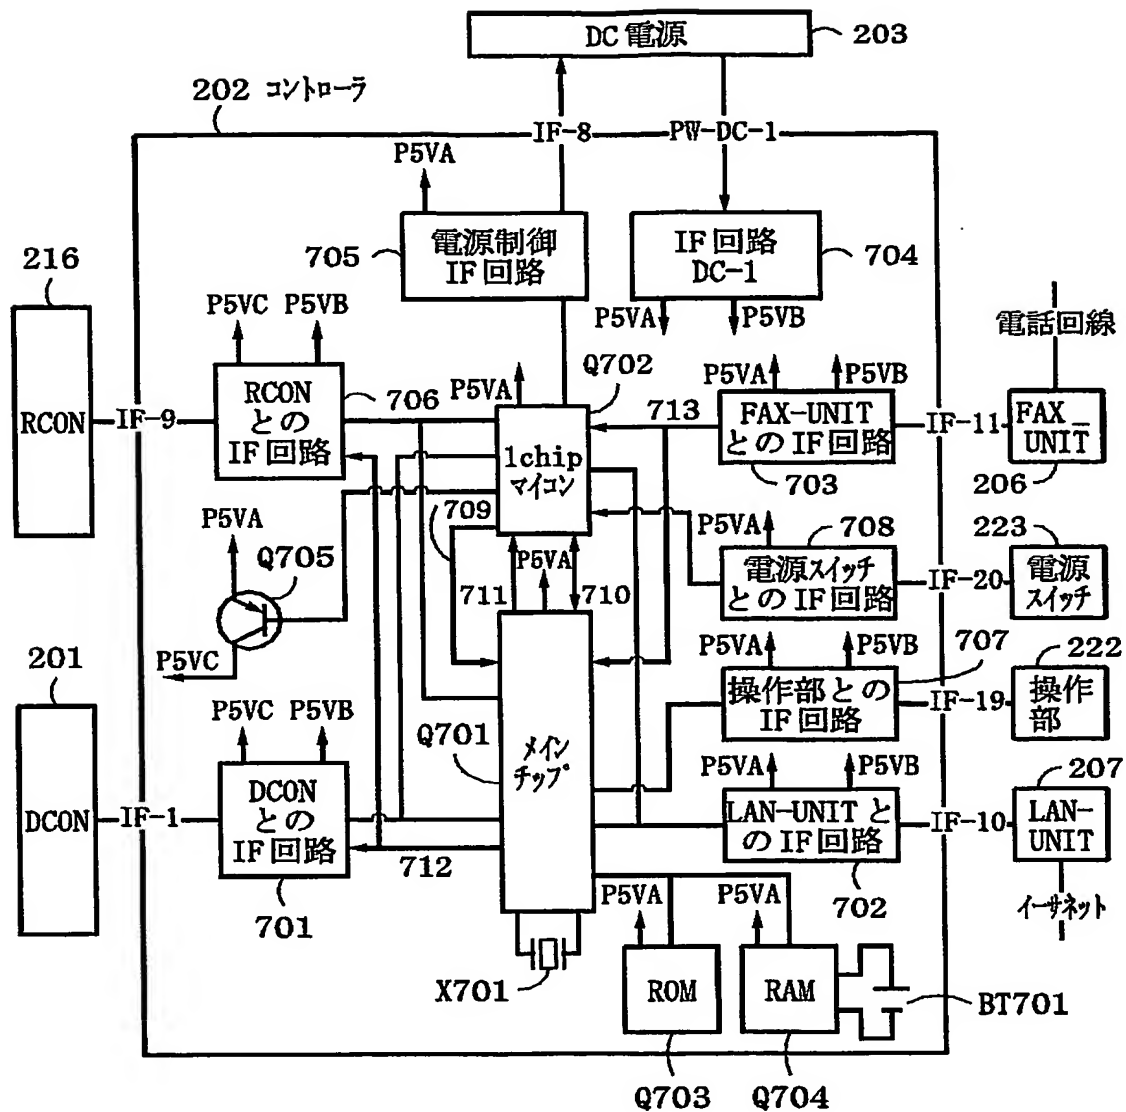 DC電源
203
202 コントローラ
IF-8
PW-DC-1
P5VA
電源制御
IF回路
705
IF回路
DC-1
704
P5VA
P5VB
216
RCON
IF-9
P5VC
P5VB
RCON
との
IF回路
706
P5VA
Q702
1chip
マイコン
713
P5VA
P5VB
FAX-UNIT
とのIF回路
703
IF-11
電話回線
FAX
UNIT
206
709
P5VA
Q705
P5VC
711
P5VA
710
P5VA
708
電源スイッチ
とのIF回路
IF-20
223
電源
スイッチ
P5VA
P5VB
707
操作部との
IF回路
IF-19
222
操作
部
201
DCON
IF-1
P5VC
P5VB
DCON
との
IF回路
701
712
Q701
メイン
チップ
P5VA
P5VB
LAN-UNITと
のIF回路
702
IF-10
207
LAN-
UNIT
イーサネット
X701
P5VA
ROM
Q703
P5VA
RAM
Q704
BT701